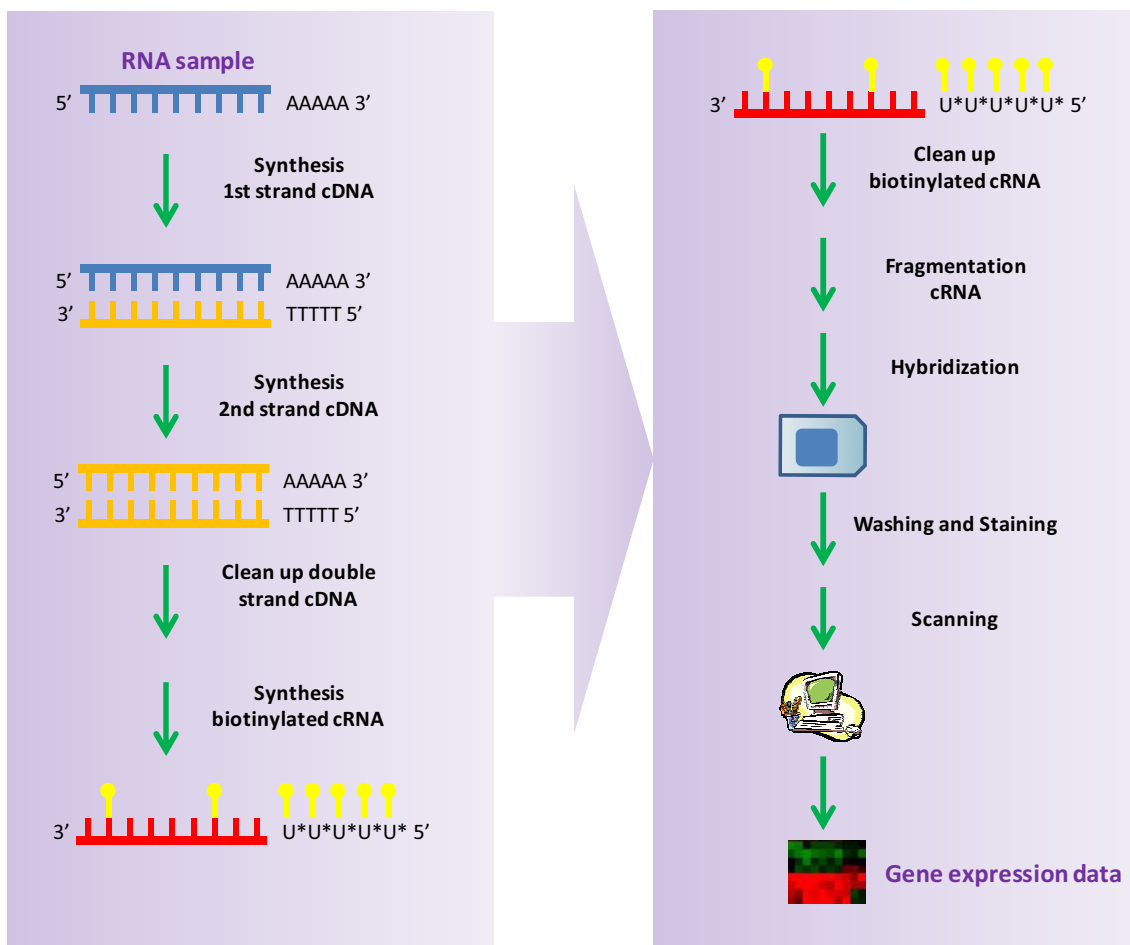 RNA sample
5’ AAAAA 3’
Synthesis
1st strand cDNA
5’ AAAAA 3’
3’ TTTTT 5’
Synthesis
2nd strand cDNA
5’ AAAAA 3’
3’ TTTTT 5’
Clean up double
strand cDNA
Synthesis
biotinylated cRNA
3’ U*U*U*U*U* 5’
3’ U*U*U*U*U* 5’
Clean up
biotinylated cRNA
Fragmentation
cRNA
Hybridization
Washing and Staining
Scanning
Gene expression data